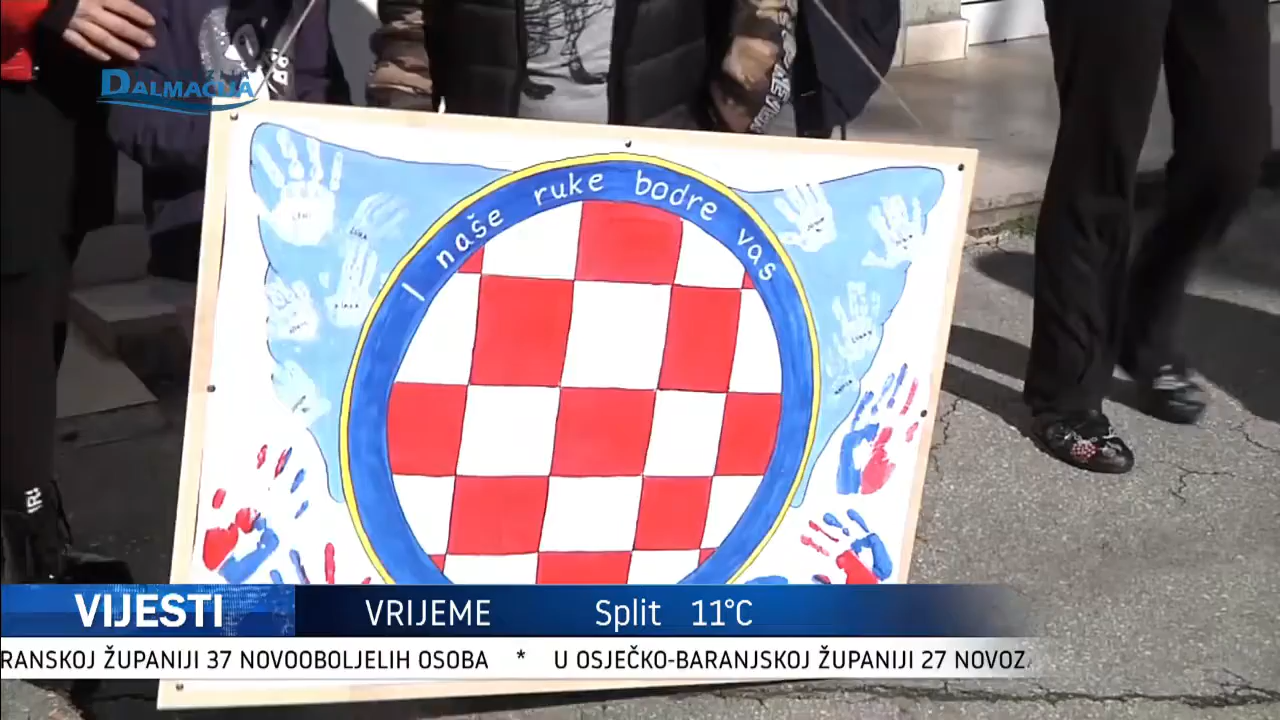 DALMACIJA
I naše ruke bodre vas
VIJESTI
VRIJEME Split 11°C
RANSKOJ ŽUPANIJI 37 NOVOOBOLJELIH OSOBA * U OSJEČKO-BARANJSKOJ ŽUPANIJI 27 NOVOZ